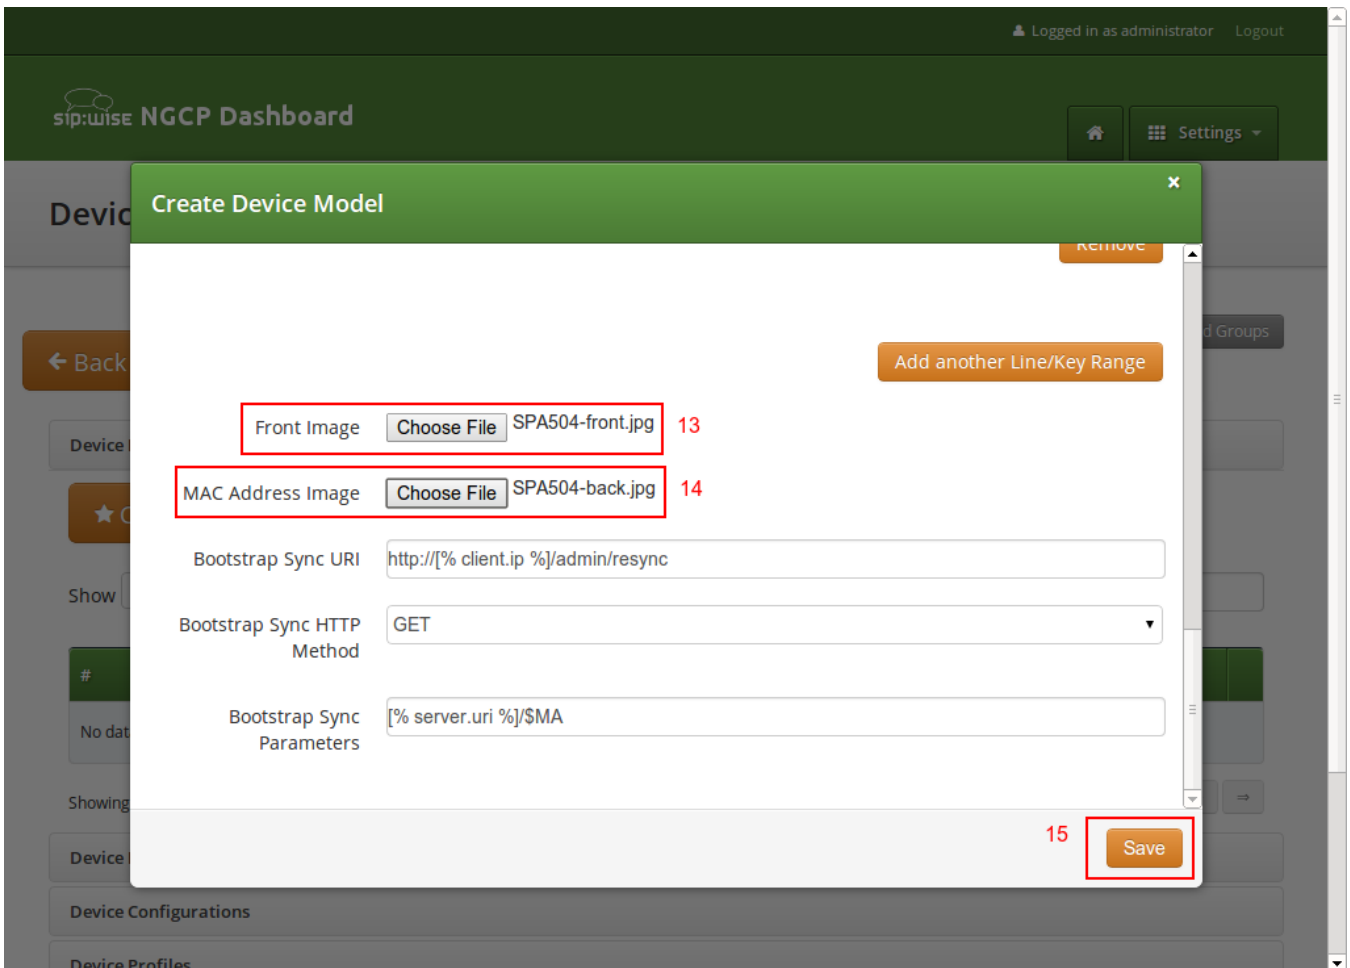 Logged in as administrator Logout
sip:wise NGCP Dashboard
Settings
Devic
Create Device Model
×
Remove
d Groups
Back
Add another Line/Key Range
Front Image Choose File SPA504-front.jpg 13
Device
MAC Address Image Choose File SPA504-back.jpg 14
Bootstrap Sync URI http://[% client.ip %]/admin/resync
Show
Bootstrap Sync HTTP Method GET
#
Bootstrap Sync Parameters [% server.uri %]/$MA
No dat
Showing
15 Save
Device
Device Configurations
Device Profiles